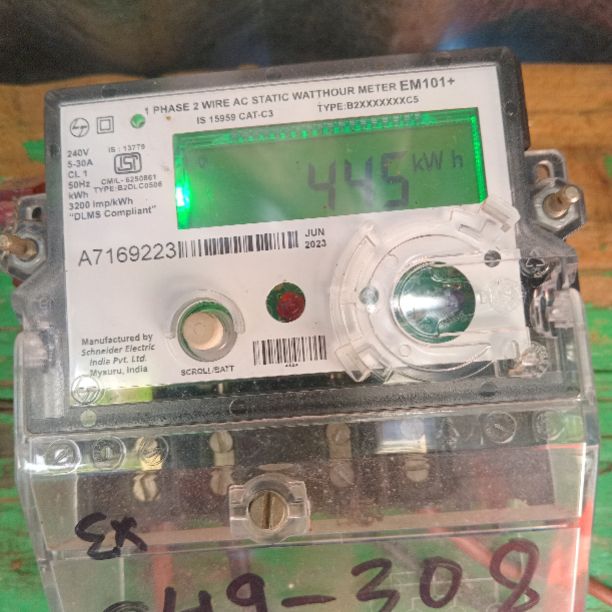 1 PHASE 2 WIRE AC STATIC WATTHOUR METER EM101+
IS 15959 CAT-C3 TYPE:B2XXXXXXXC5
240V
5-30A
CL 1
50Hz
kWh
3200 imp/kWh
"DLMS Compliant"
IS : 13779
ISI
CM/L - 6250861
TYPE: B2DLC0506
445 kWh
A7169223
JUN
2023
Manufactured by
Schneider Electric
India Pvt. Ltd.
Mysuru, India
SCROLL/BATT
EX
49-308